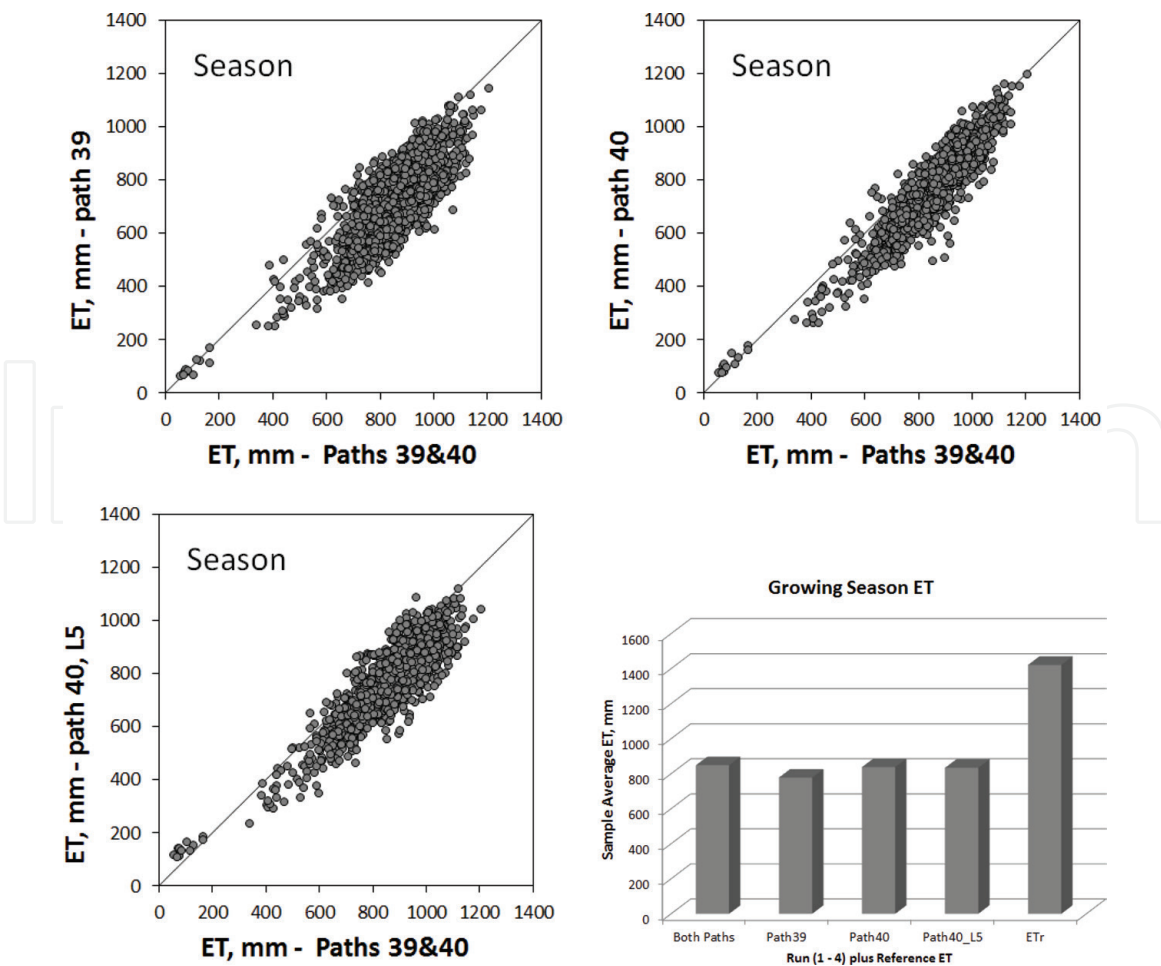 1400
1200
1000
800
600
400
200
0
Season
ET, mm - path 39
0 200 400 600 800 1000 1200 1400
ET, mm - Paths 39&40
1400
1200
1000
800
600
400
200
0
Season
ET, mm - path 40
0 200 400 600 800 1000 1200 1400
ET, mm - Paths 39&40
1400
1200
1000
800
600
400
200
0
Season
ET, mm - path 40, L5
0 200 400 600 800 1000 1200 1400
ET, mm - Paths 39&40
Growing Season ET
Sample Average ET, mm
1600
1400
1200
1000
800
600
400
200
0
Both Paths Path39 Path40 Path40_L5 ETr
Run (1 - 4) plus Reference ET